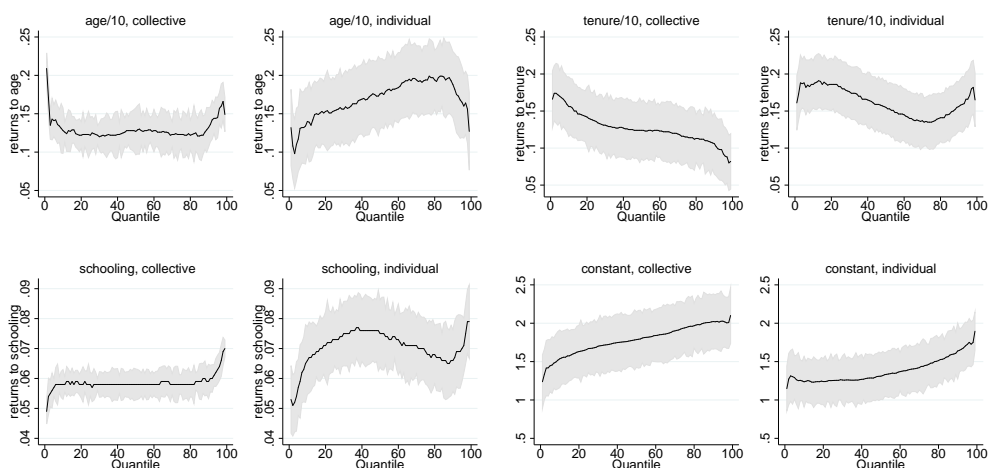 age/10, collective
returns to age
.05 .1 .15 .2 .25
0 20 40 60 80 100
Quantile
age/10, individual
returns to age
.05 .1 .15 .2 .25
0 20 40 60 80 100
Quantile
tenure/10, collective
returns to tenure
.05 .1 .15 .2 .25
0 20 40 60 80 100
Quantile
tenure/10, individual
returns to tenure
.05 .1 .15 .2 .25
0 20 40 60 80 100
Quantile
schooling, collective
returns to schooling
.04 .05 .06 .07 .08 .09
0 20 40 60 80 100
Quantile
schooling, individual
returns to schooling
.04 .05 .06 .07 .08 .09
0 20 40 60 80 100
Quantile
constant, collective
.5 1 1.5 2 2.5
0 20 40 60 80 100
Quantile
constant, individual
.5 1 1.5 2 2.5
0 20 40 60 80 100
Quantile